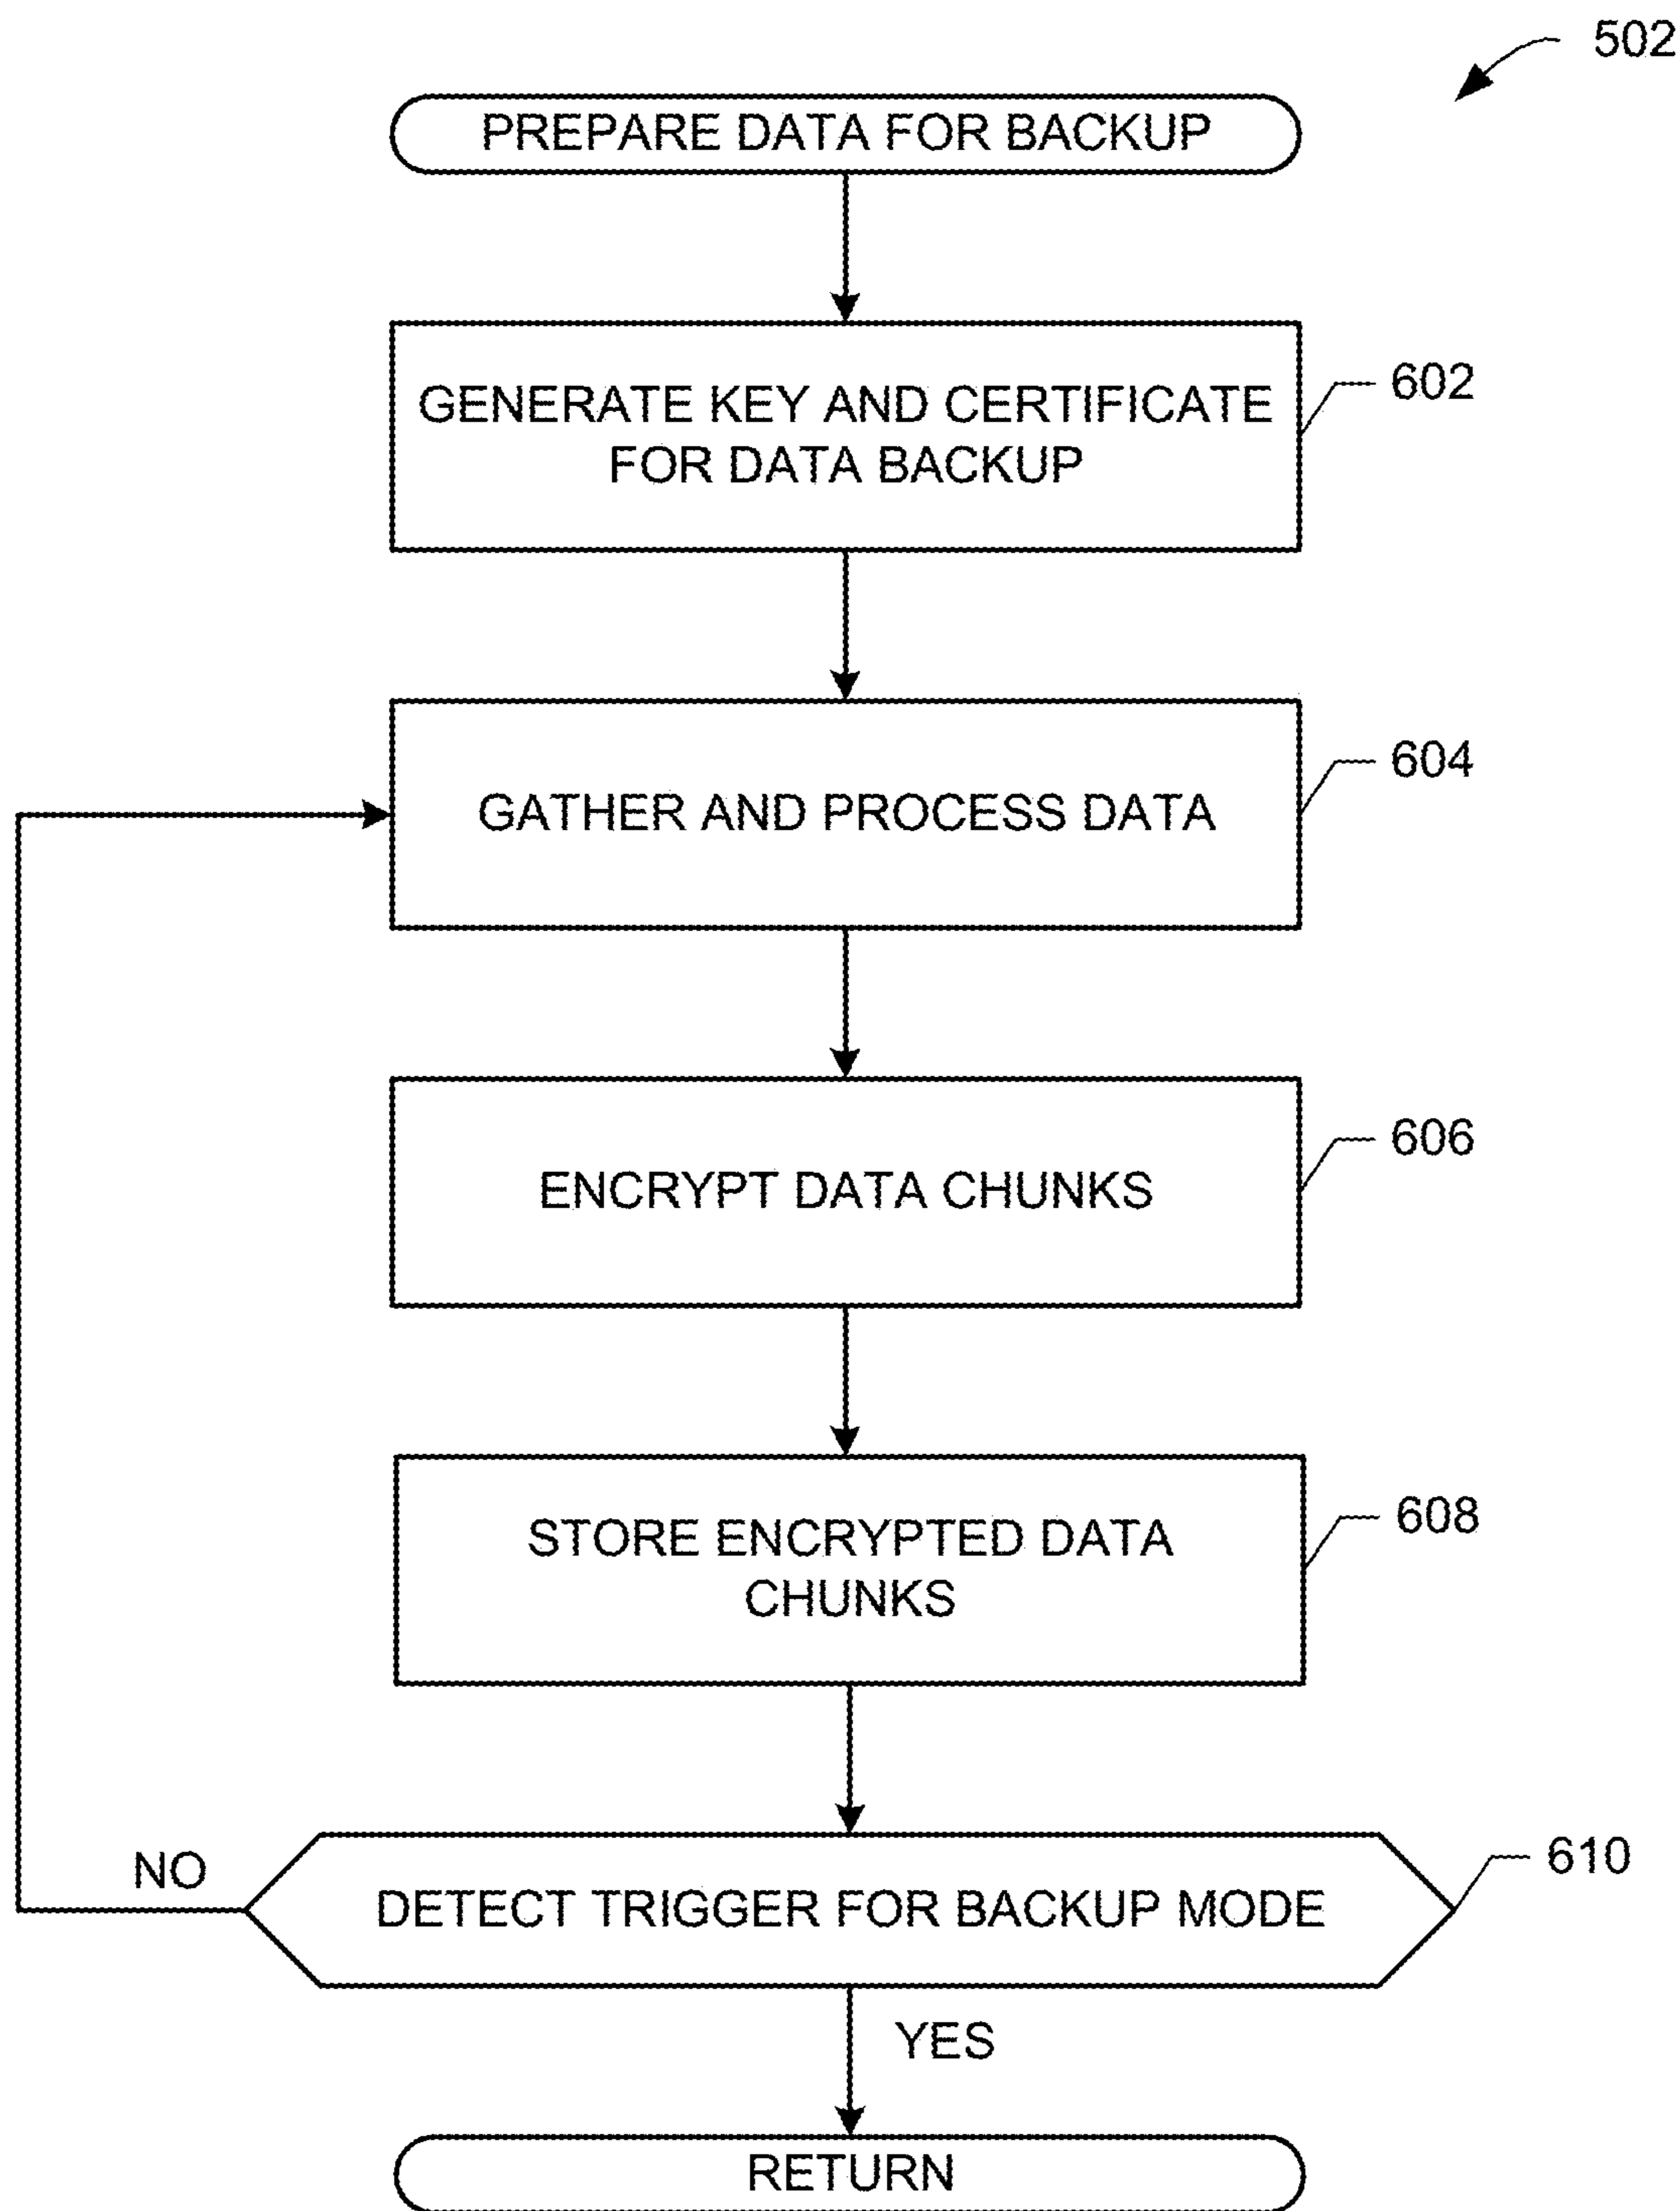 502
PREPARE DATA FOR BACKUP
GENERATE KEY AND CERTIFICATE
FOR DATA BACKUP
602
GATHER AND PROCESS DATA
604
ENCRYPT DATA CHUNKS
606
STORE ENCRYPTED DATA
CHUNKS
608
NO
DETECT TRIGGER FOR BACKUP MODE
610
YES
RETURN